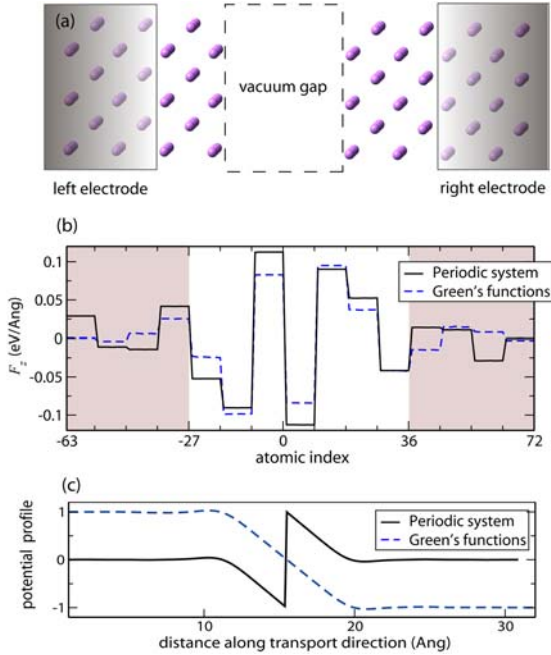 (a)
vacuum gap
left electrode
right electrode
(b)
0.1
0.05
0
-0.05
-0.1
F_z (eV/Ang)
Periodic system
Green's functions
-63
-27
0
36
72
atomic index
(c)
1
0
-1
potential profile
Periodic system
Green's functions
10
20
30
distance along transport direction (Ang)